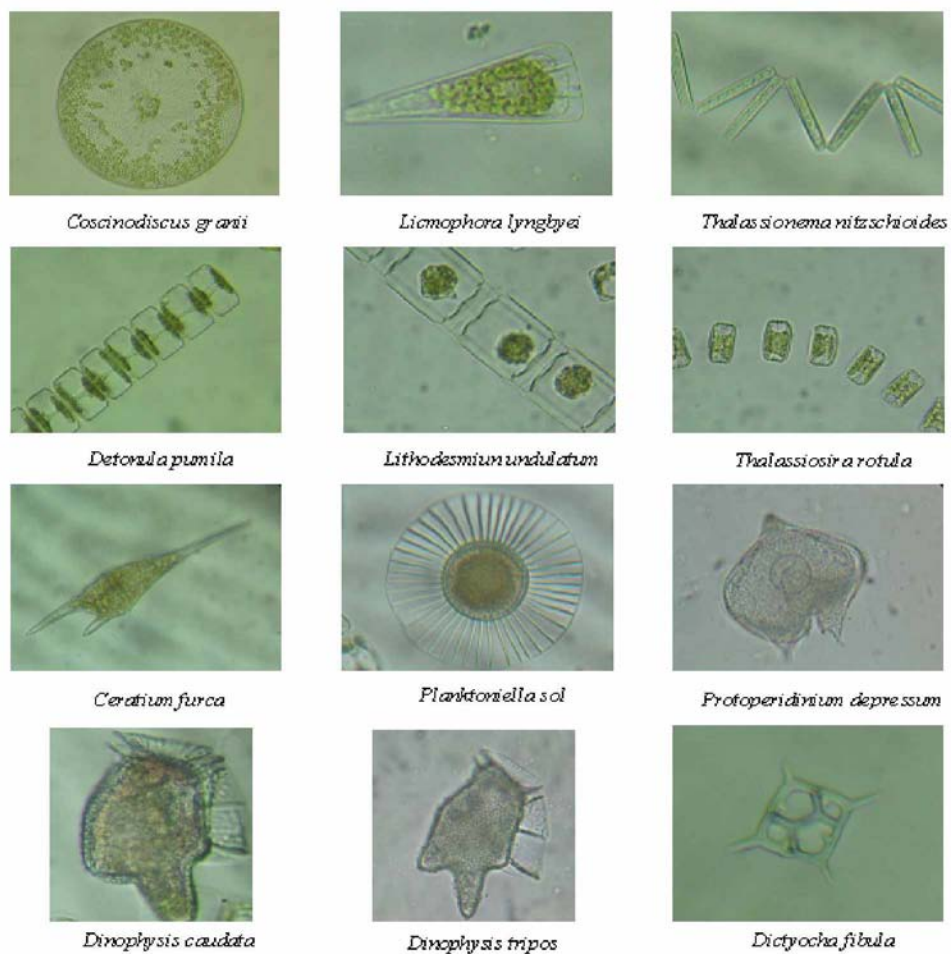 Coscinodiscus granii
Licmophora lyngbyei
Thalassionema nitzschioides
Detonula pumila
Lithodesmiun undulatum
Thalassiosira rotula
Ceratium furca
Planktoniella sol
Protoperidinium depressum
Dinophysis caudata
Dinophysis tripos
Dictyocha fibula